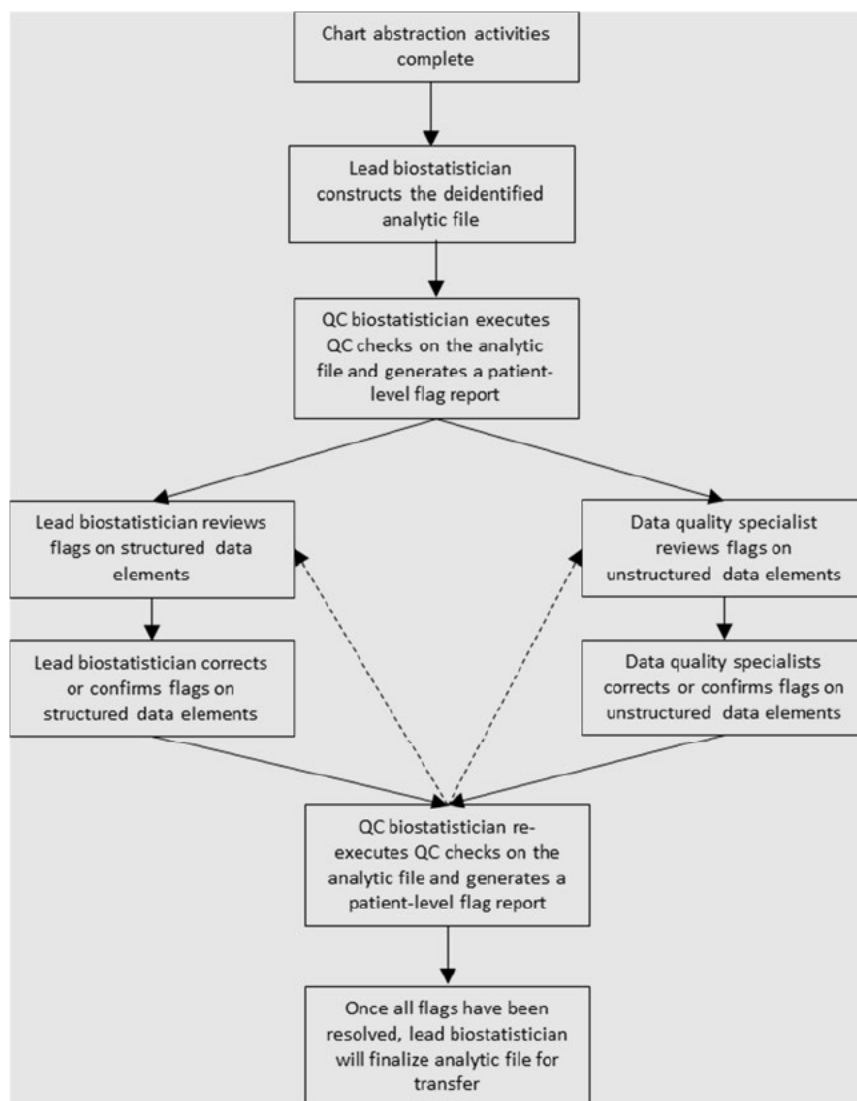 Chart abstraction activities
complete
Lead biostatistician
constructs the deidentified
analytic file
QC biostatistician executes
QC checks on the analytic
file and generates a patient-
level flag report
Lead biostatistician reviews
flags on structured data
elements
Data quality specialist
reviews flags on
unstructured data elements
Lead biostatistician corrects
or confirms flags on
structured data elements
Data quality specialists
corrects or confirms flags on
unstructured data elements
QC biostatistician re-
executes QC checks on the
analytic file and generates a
patient-level flag report
Once all flags have been
resolved, lead biostatistician
will finalize analytic file for
transfer